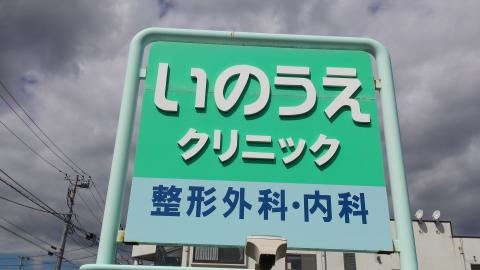 いのうえ
クリニック
整形外科・内科